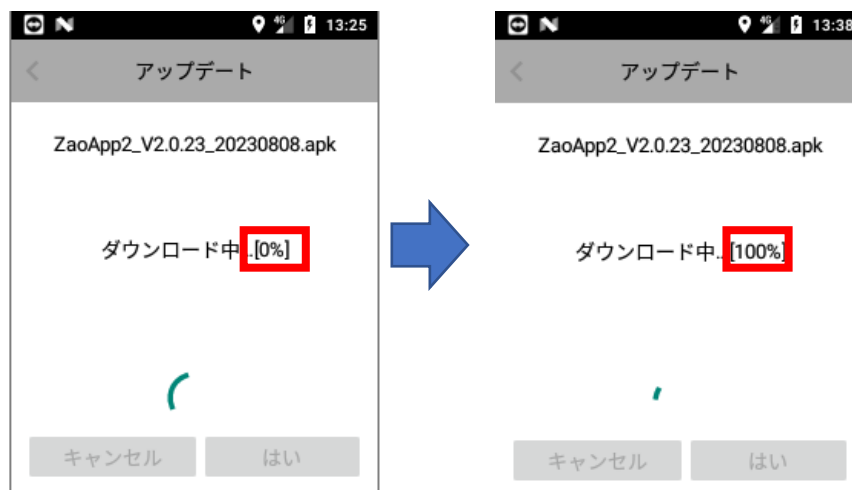 4G 13:25
アップデート
ZaoApp2_V2.0.23_20230808.apk
ダウンロード中..[0%]
キャンセル はい
4G 13:38
アップデート
ZaoApp2_V2.0.23_20230808.apk
ダウンロード中..[100%]
キャンセル はい